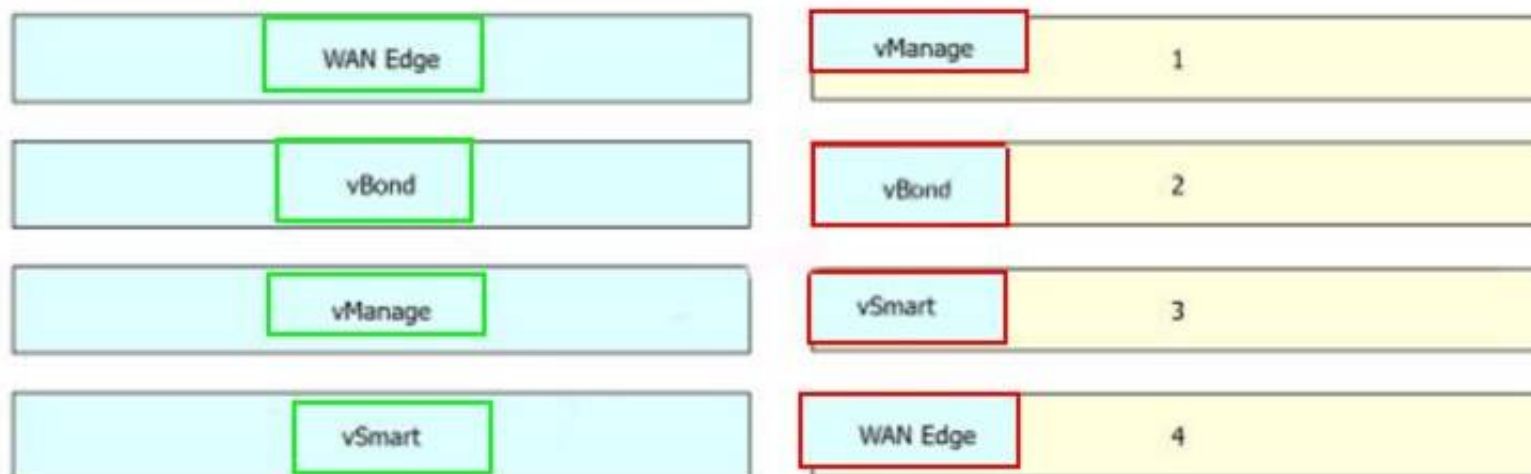 WAN Edge vManage 1
vBond vBond 2
vManage vSmart 3
vSmart WAN Edge 4